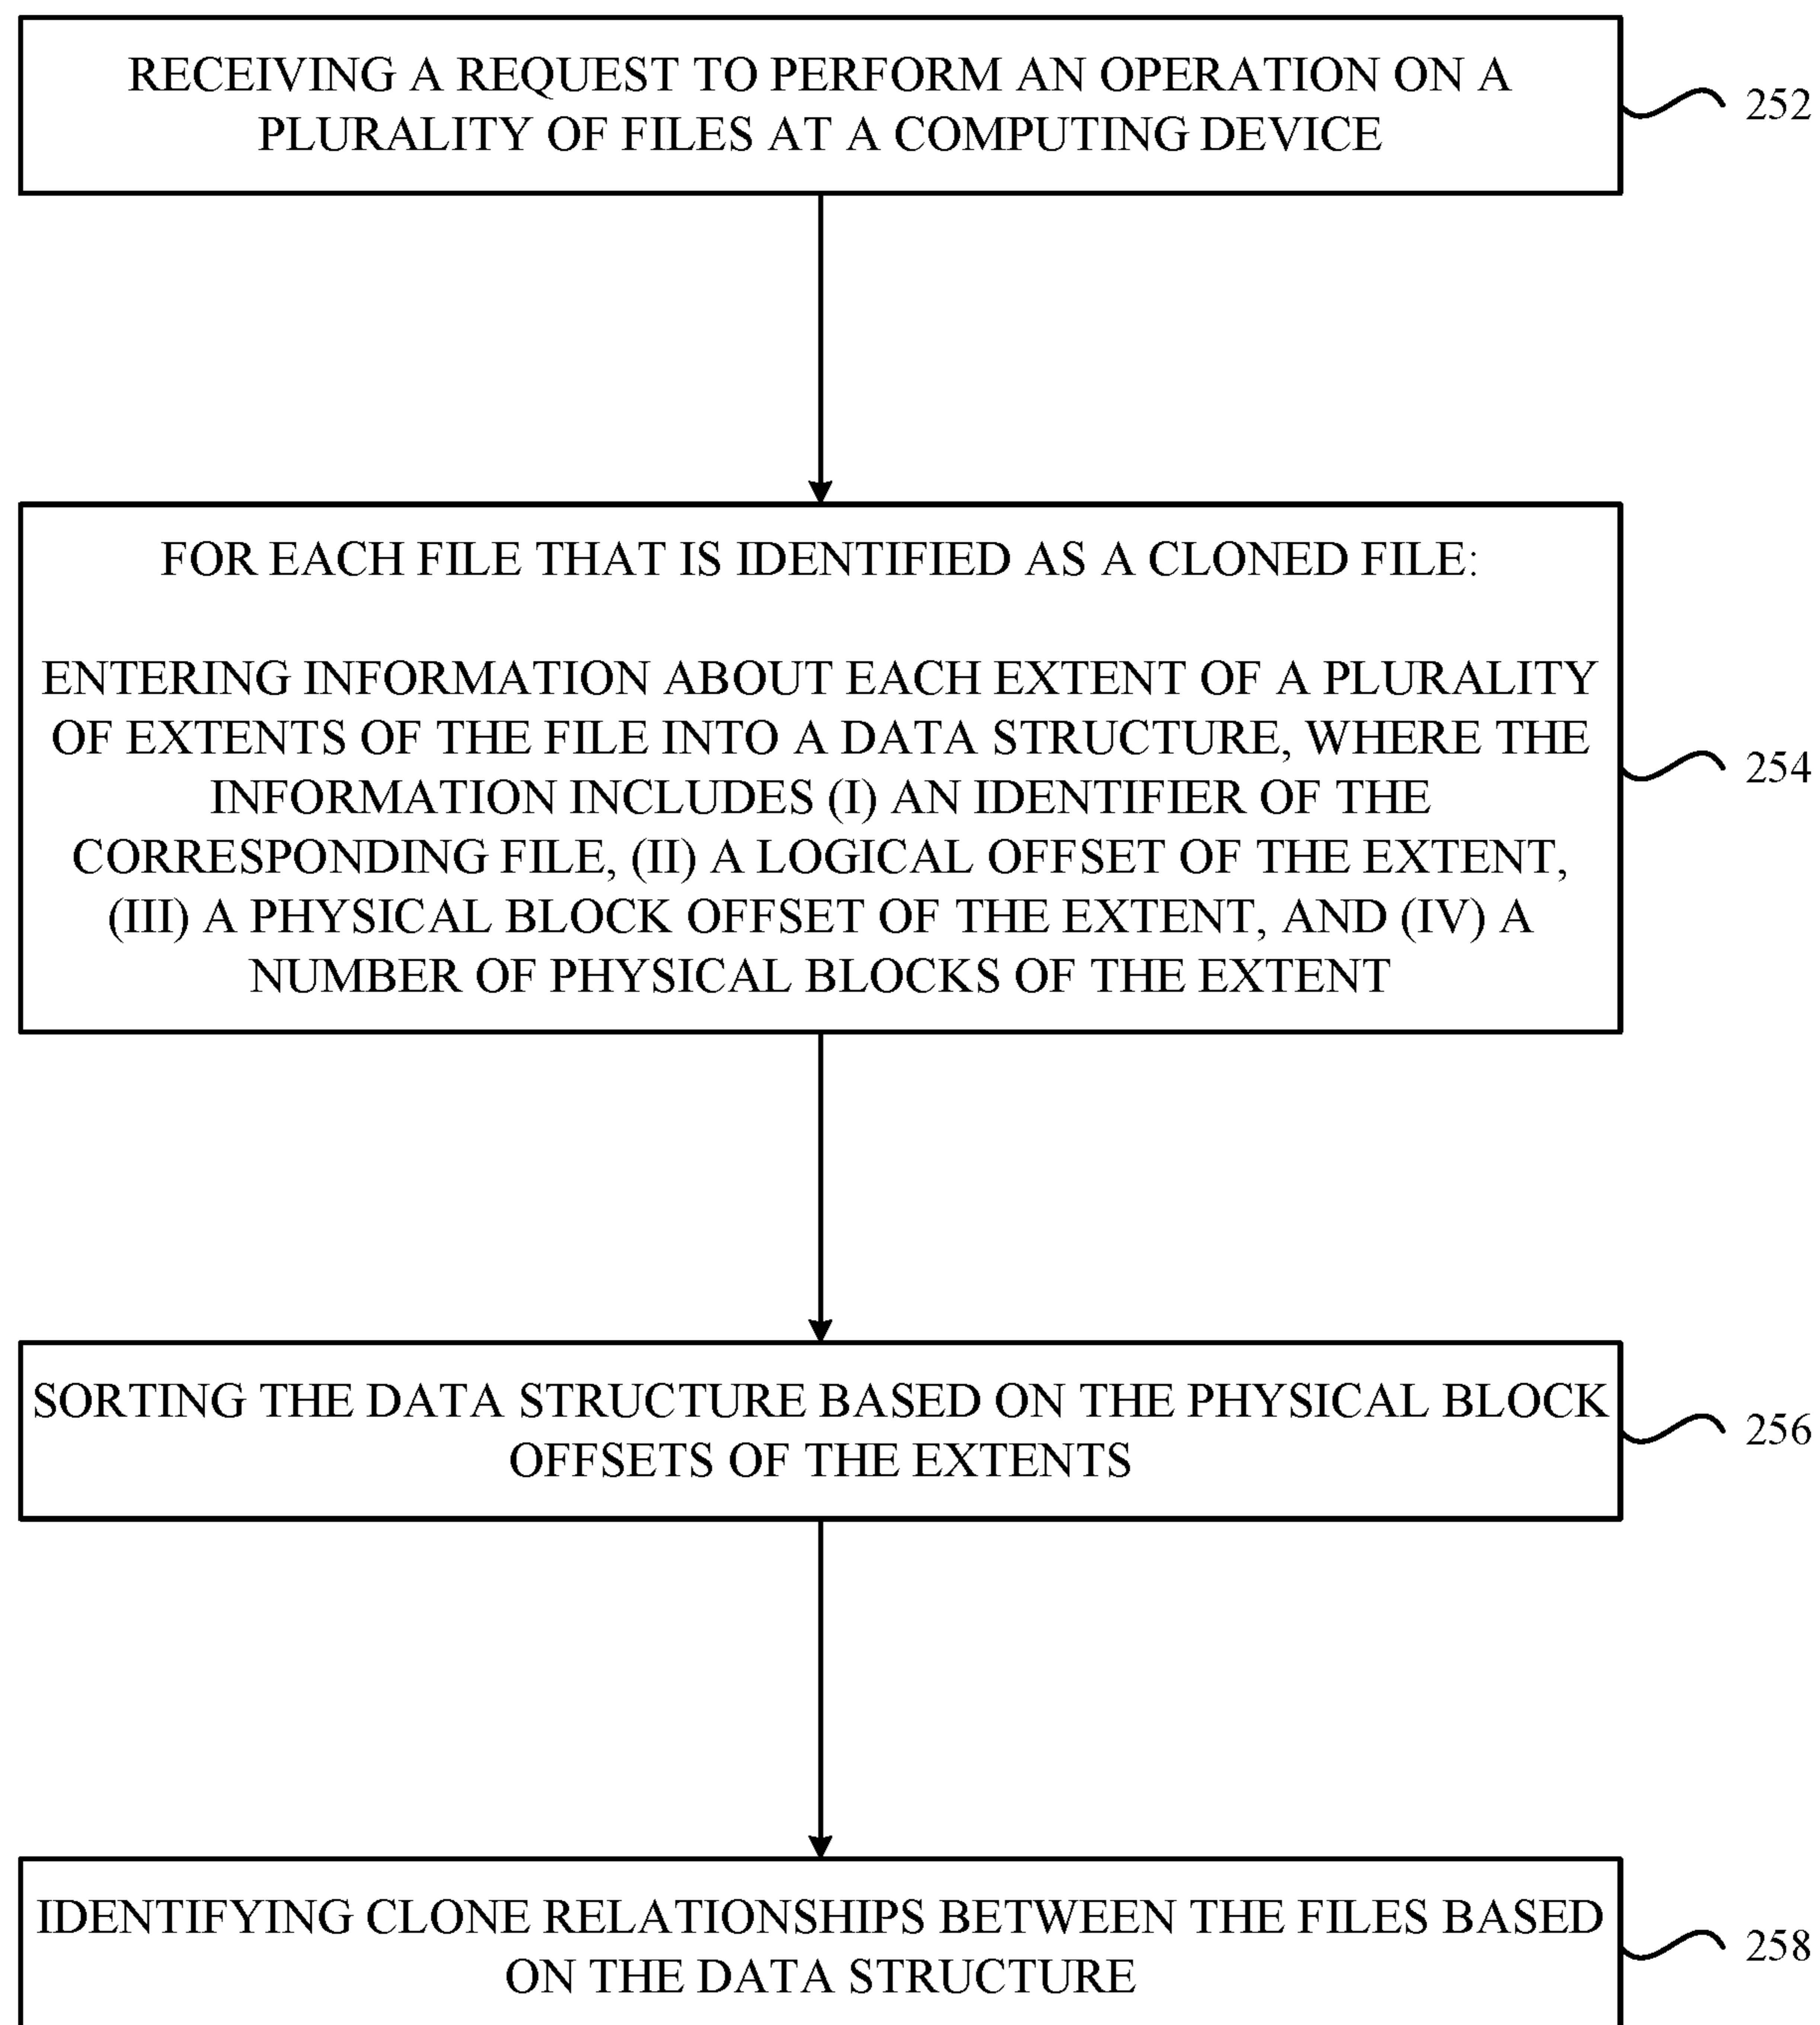 RECEIVING A REQUEST TO PERFORM AN OPERATION ON A
PLURALITY OF FILES AT A COMPUTING DEVICE
252
FOR EACH FILE THAT IS IDENTIFIED AS A CLONED FILE:
ENTERING INFORMATION ABOUT EACH EXTENT OF A PLURALITY
OF EXTENTS OF THE FILE INTO A DATA STRUCTURE, WHERE THE
INFORMATION INCLUDES (I) AN IDENTIFIER OF THE
CORRESPONDING FILE, (II) A LOGICAL OFFSET OF THE EXTENT,
(III) A PHYSICAL BLOCK OFFSET OF THE EXTENT, AND (IV) A
NUMBER OF PHYSICAL BLOCKS OF THE EXTENT
254
SORTING THE DATA STRUCTURE BASED ON THE PHYSICAL BLOCK
OFFSETS OF THE EXTENTS
256
IDENTIFYING CLONE RELATIONSHIPS BETWEEN THE FILES BASED
ON THE DATA STRUCTURE
258